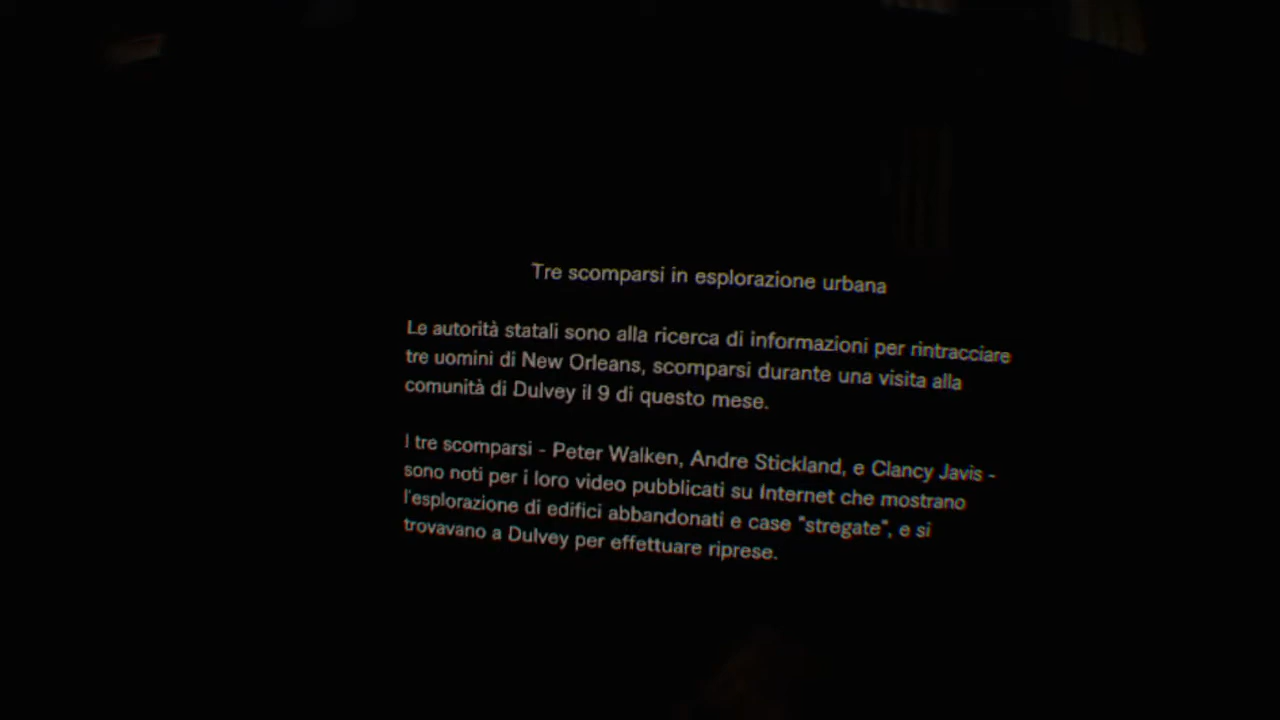 Tre scomparsi in esplorazione urbana
Le autorità statali sono alla ricerca di informazioni per rintracciare
tre uomini di New Orleans, scomparsi durante una visita alla
comunità di Dulvey il 9 di questo mese.
I tre scomparsi - Peter Walken, Andre Stickland, e Clancy Javis -
sono noti per i loro video pubblicati su Internet che mostrano
l'esplorazione di edifici abbandonati e case "stregate", e si
trovavano a Dulvey per effettuare riprese.